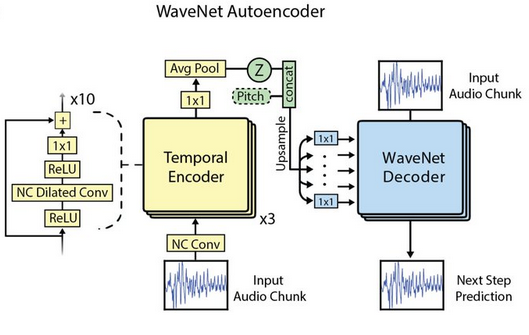 WaveNet Autoencoder
x10
+
1x1
ReLU
NC Dilated Conv
ReLU
Avg Pool
1x1
Temporal
Encoder
x3
NC Conv
Input
Audio Chunk
Z
Pitch
concat
Upsample
1x1
1x1
Input
Audio Chunk
WaveNet
Decoder
Next Step
Prediction